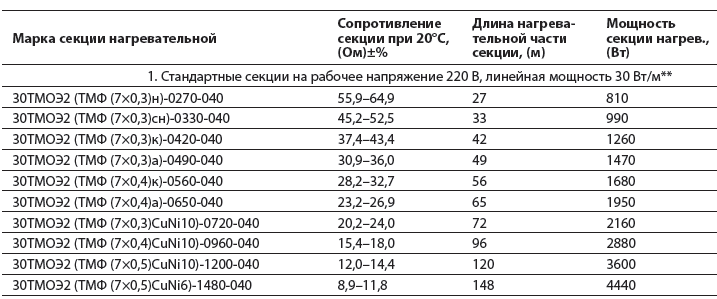 Марка секции нагревательной Сопротивление секции при 20°С, (Ом)±% Длина нагрева-тельной части секции, (м) Мощность секции нагрев., (Вт)
1. Стандартные секции на рабочее напряжение 220 В, линейная мощность 30 Вт/м**
30ТМОЭ2 (ТМФ (7×0,3)н)-0270-040 55,9–64,9 27 810
30ТМОЭ2 (ТМФ (7×0,3)сн)-0330-040 45,2–52,5 33 990
30ТМОЭ2 (ТМФ (7×0,3)к)-0420-040 37,4–43,4 42 1260
30ТМОЭ2 (ТМФ (7×0,3)а)-0490-040 30,9–36,0 49 1470
30ТМОЭ2 (ТМФ (7×0,4)к)-0560-040 28,2–32,7 56 1680
30ТМОЭ2 (ТМФ (7×0,4)а)-0650-040 23,2–26,9 65 1950
30ТМОЭ2 (ТМФ (7×0,3)CuNi10)-0720-040 20,2–24,0 72 2160
30ТМОЭ2 (ТМФ (7×0,4)CuNi10)-0960-040 15,4–18,0 96 2880
30ТМОЭ2 (ТМФ (7×0,5)CuNi10)-1200-040 12,0–14,4 120 3600
30ТМОЭ2 (ТМФ (7×0,5)CuNi6)-1480-040 8,9–11,8 148 4440